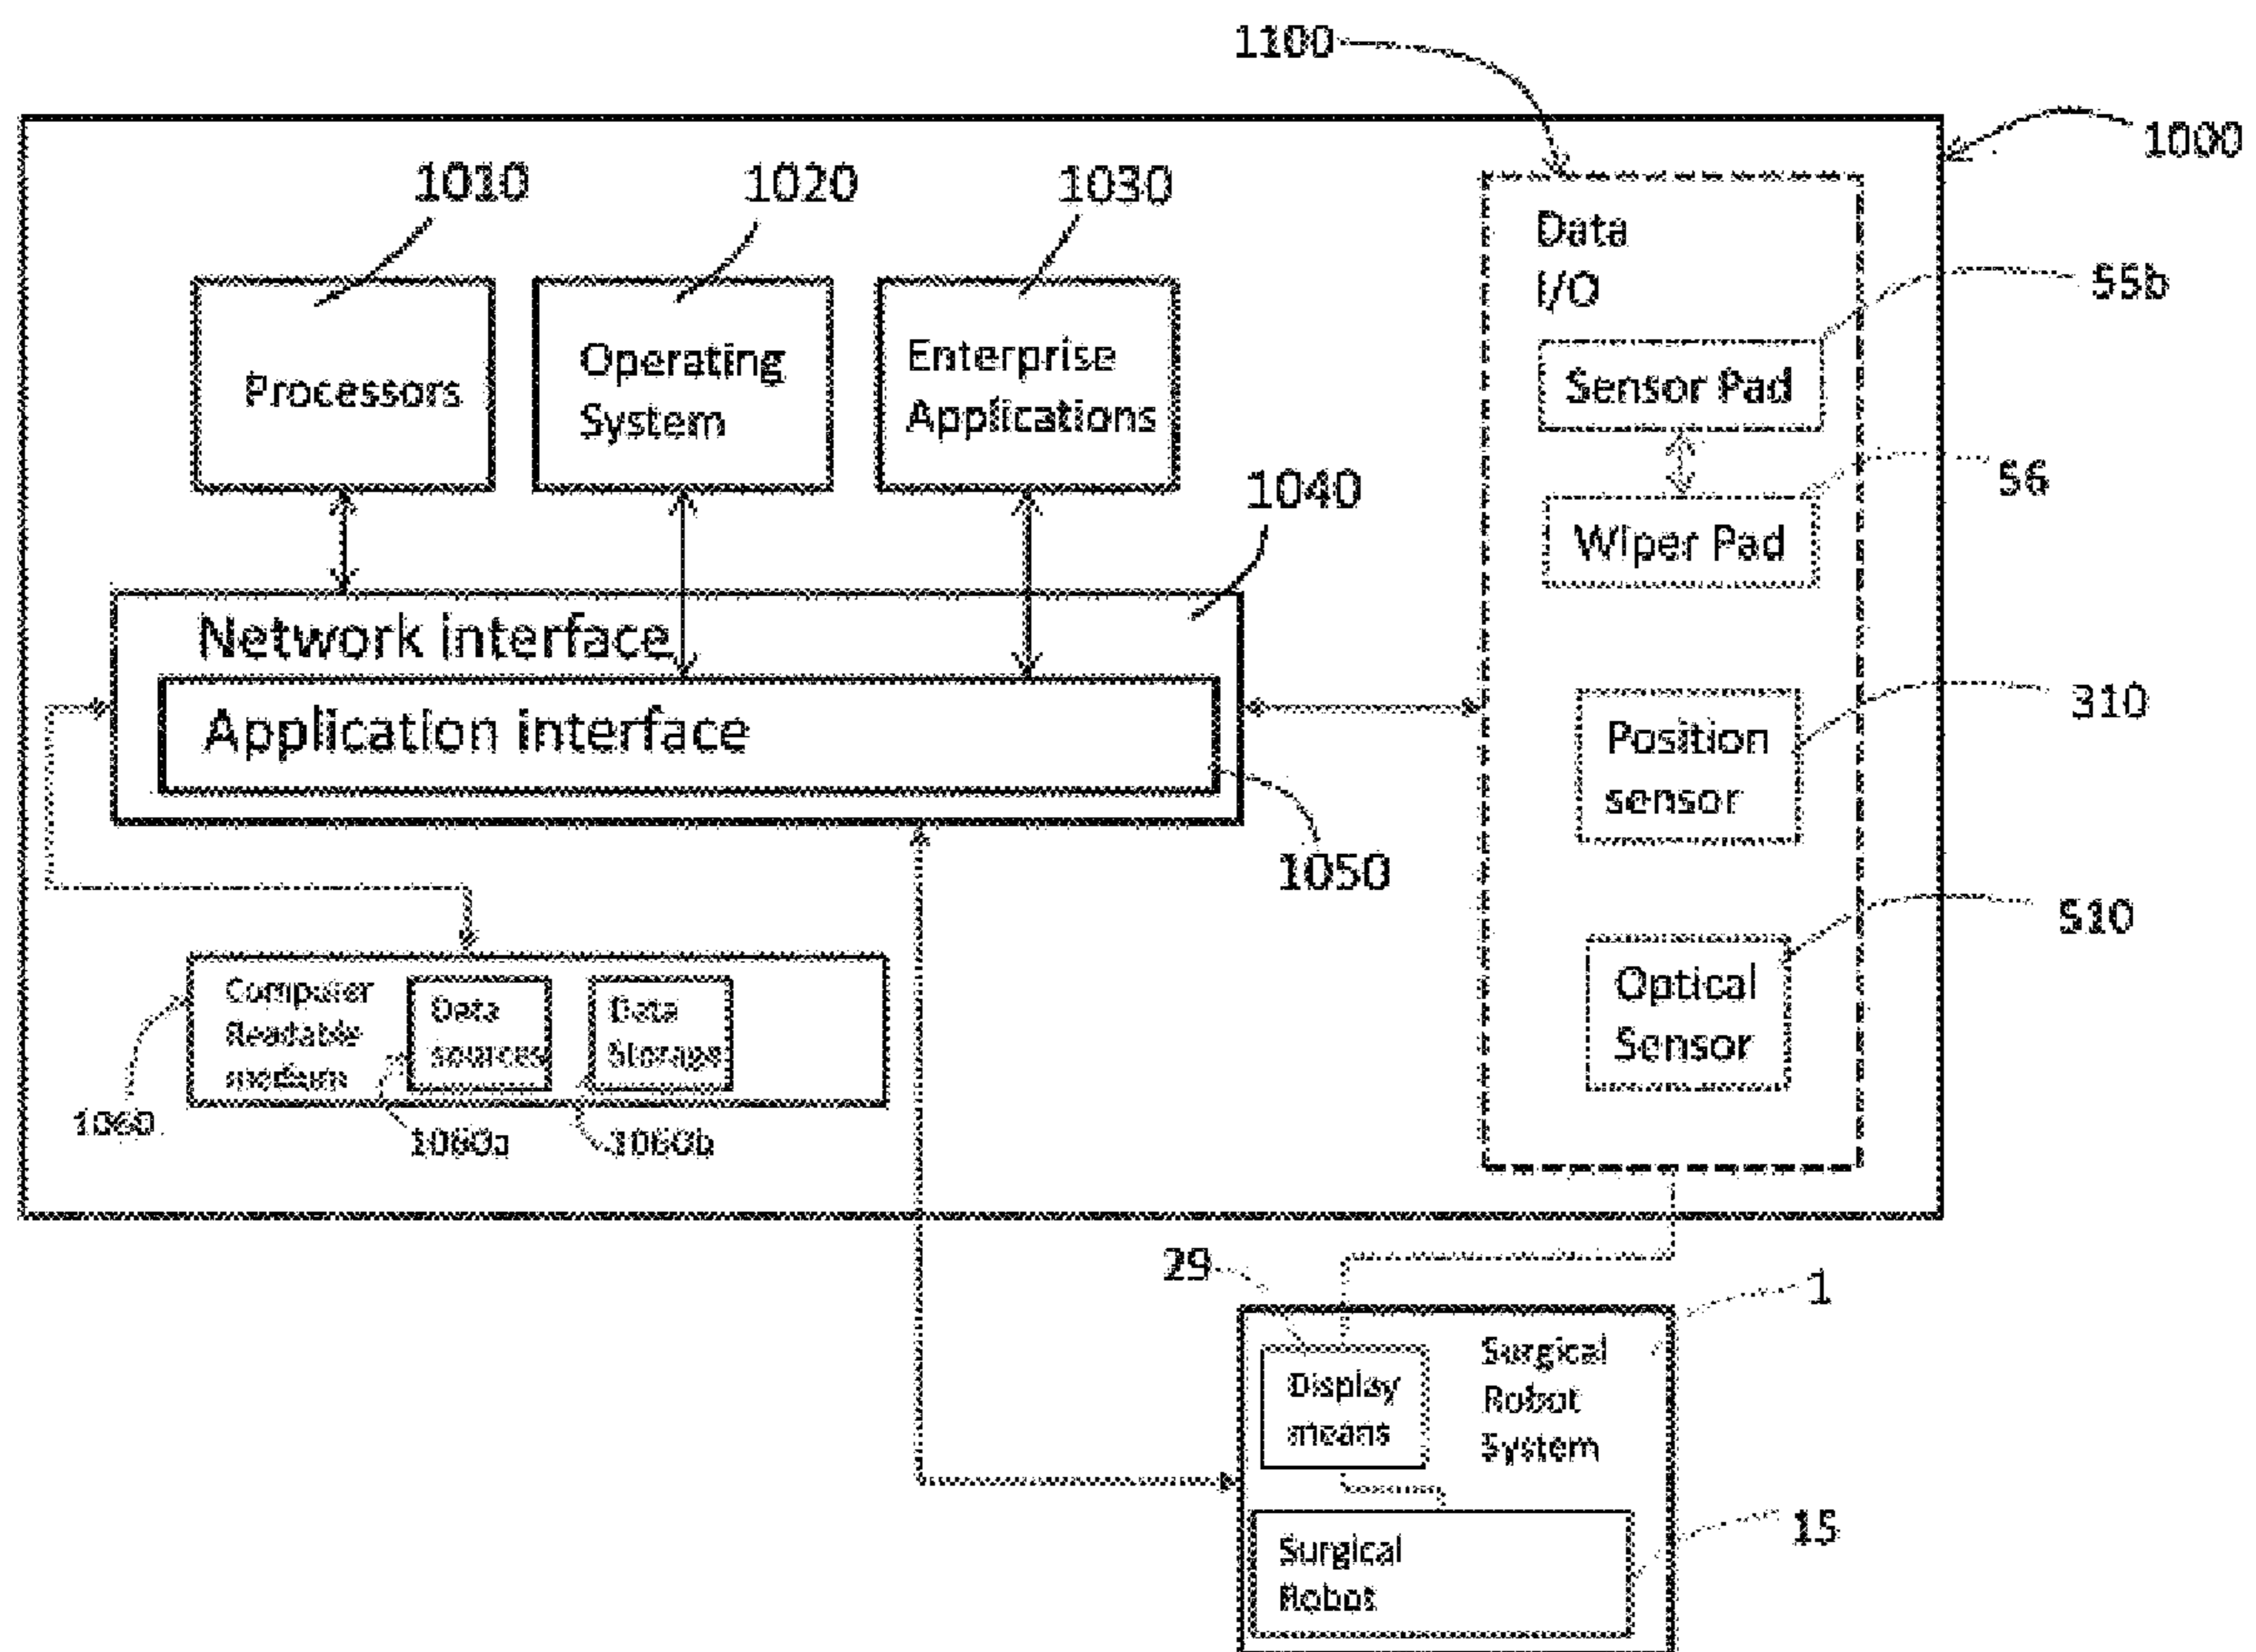 1100
1000
1010
1020
1030
Data
I/O
55b
Processors
Operating
System
Enterprise
Applications
Sensor Pad
56
1040
Wiper Pad
Network interface
Application interface
310
Position
sensor
1050
510
Optical
Sensor
Computer
Readable
medium
Data
sources
Data
Storage
1060
1060a
1060b
29
1
Display
means
Surgical
Robot
System
15
Surgical
Robot